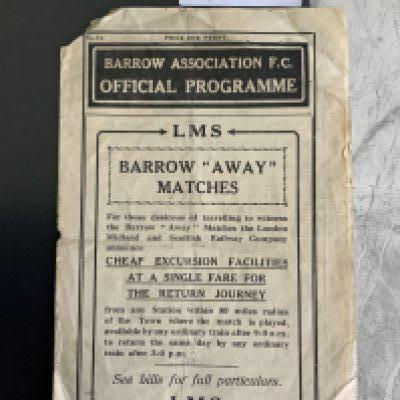 PRICE ONE PENNY
BARROW ASSOCIATION F.C.
OFFICIAL PROGRAMME
LMS
BARROW "AWAY"
MATCHES
For those desirous of travelling to witness
the Barrow "Away" Matches the London
Midland and Scottish Railway Company
announce
CHEAP EXCURSION FACILITIES
AT A SINGLE FARE FOR
THE RETURN JOURNEY
from any Station within 80 miles radius
of the Town where the match is played,
available by any ordinary train after 9-0 a.m.
to return the same day by any ordinary
train after 3-0 p.m.
See bills for full particulars.
LMS